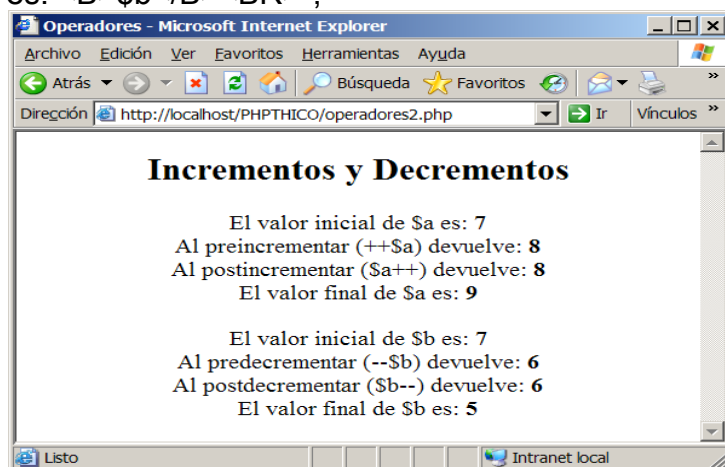 Operadores - Microsoft Internet Explorer
Archivo Edición Ver Favoritos Herramientas Ayuda
Atrás Búsqueda Favoritos »
Dirección http://localhost/PHPTHICO/operadores2.php Ir Vínculos »
Incrementos y Decrementos
El valor inicial de $a es: 7
Al preincrementar (++$a) devuelve: 8
Al postincrementar ($a++) devuelve: 8
El valor final de $a es: 9
El valor inicial de $b es: 7
Al predecrementar (--$b) devuelve: 6
Al postdecrementar ($b--) devuelve: 6
El valor final de $b es: 5
Listo Intranet local